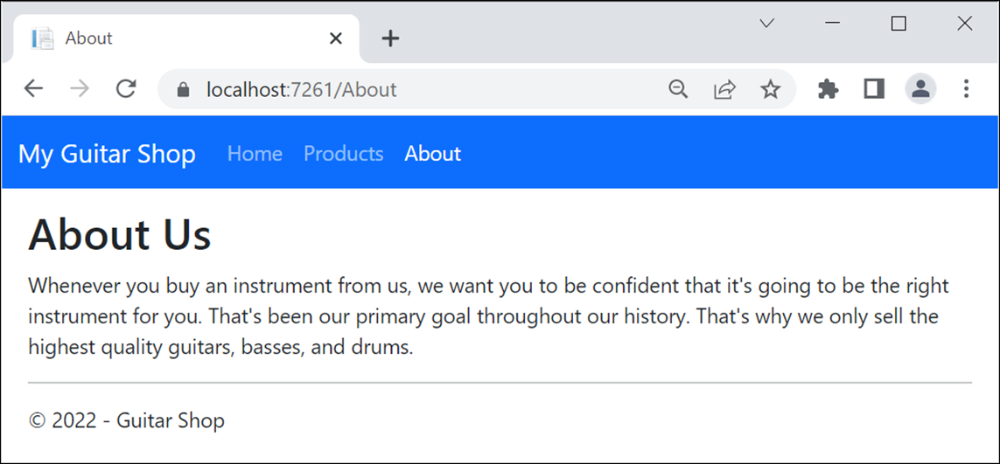 About
localhost:7261/About
My Guitar Shop Home Products About
About Us
Whenever you buy an instrument from us, we want you to be confident that it's going to be the right
instrument for you. That's been our primary goal throughout our history. That's why we only sell the
highest quality guitars, basses, and drums.
© 2022 - Guitar Shop